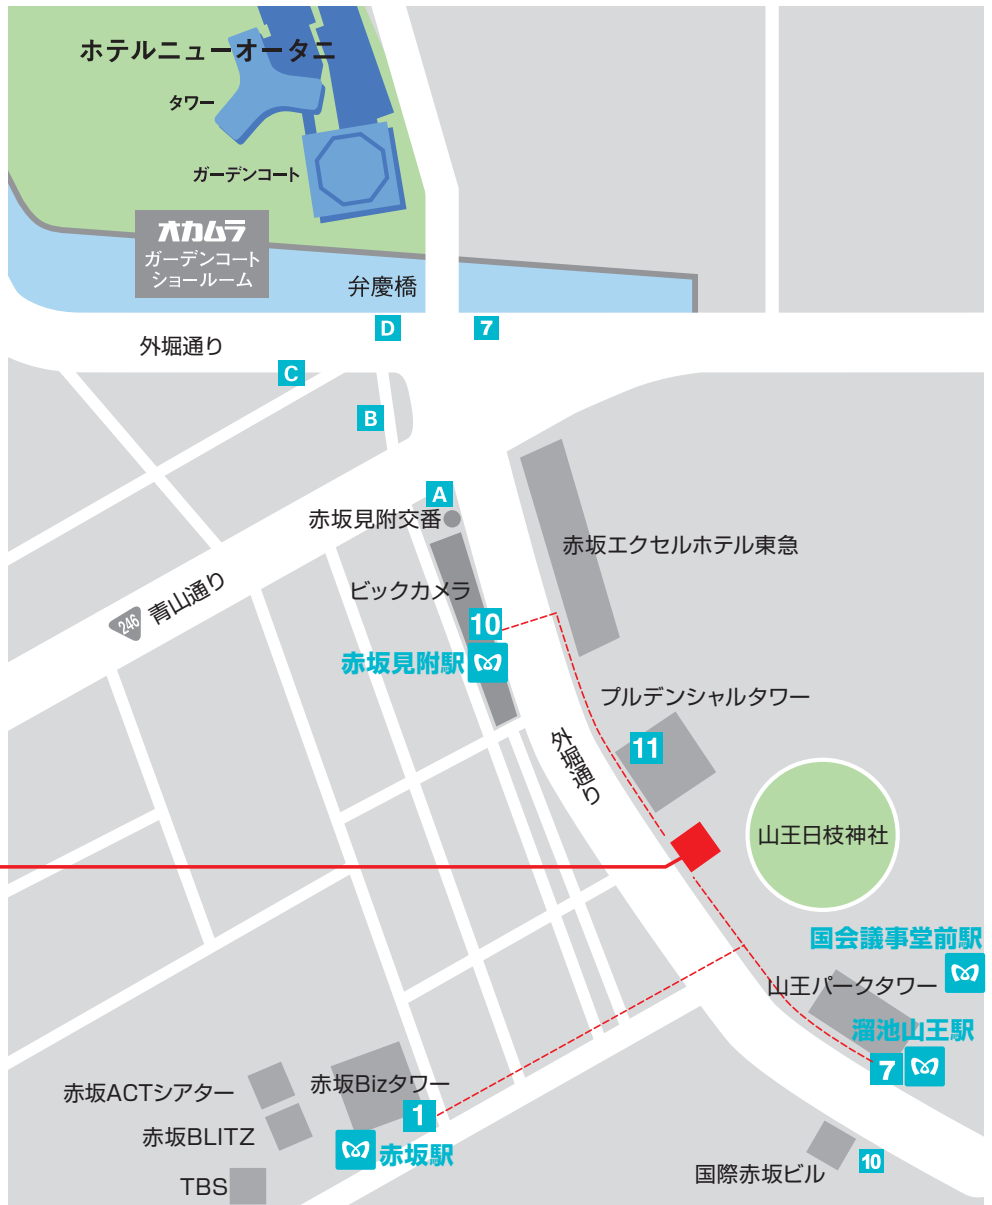 ホテルニューオータニ
タワー
ガーデンコート
オカムラ
ガーデンコート
ショールーム
弁慶橋
D
7
外堀通り
C
B
A
赤坂見附交番
赤坂エクセルホテル東急
ビックカメラ
246
青山通り
10
赤坂見附駅
プルデンシャルタワー
11
外堀通り
山王日枝神社
国会議事堂前駅
山王パークタワー
溜池山王駅
7
赤坂ACTシアター
赤坂Bizタワー
1
赤坂BLITZ
赤坂駅
国際赤坂ビル
10
TBS